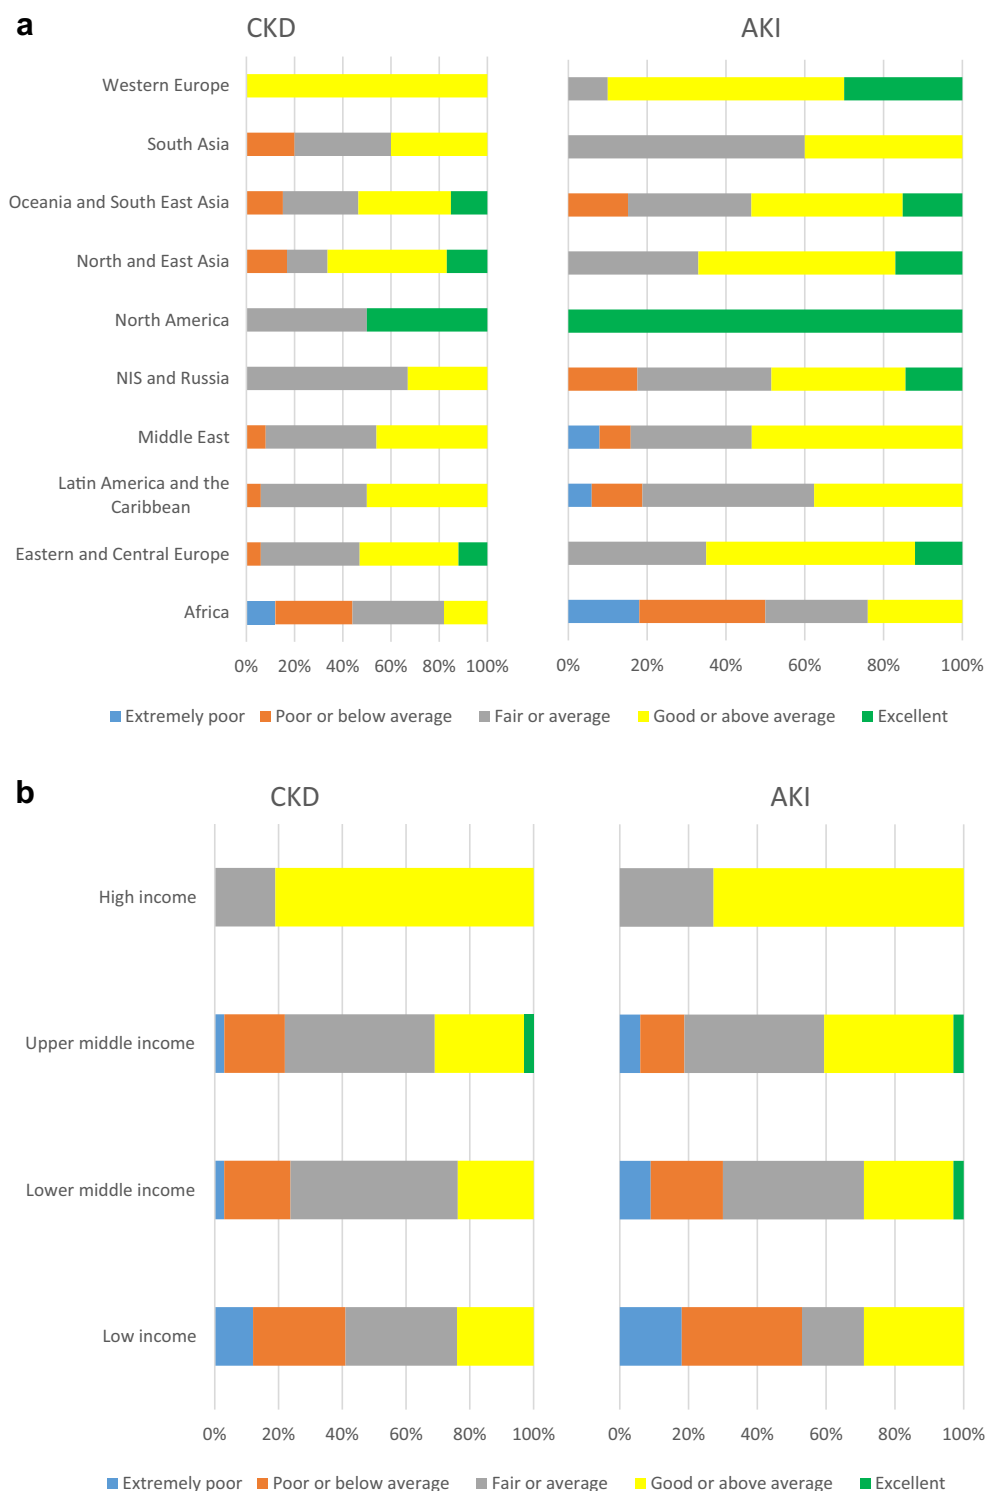 a
CKD
AKI
Western Europe
South Asia
Oceania and South East Asia
North and East Asia
North America
NIS and Russia
Middle East
Latin America and the
Caribbean
Eastern and Central Europe
Africa
0% 20% 40% 60% 80% 100%
0% 20% 40% 60% 80% 100%
Extremely poor Poor or below average Fair or average Good or above average Excellent
b
CKD
AKI
High income
Upper middle income
Lower middle income
Low income
0% 20% 40% 60% 80% 100%
0% 20% 40% 60% 80% 100%
Extremely poor Poor or below average Fair or average Good or above average Excellent